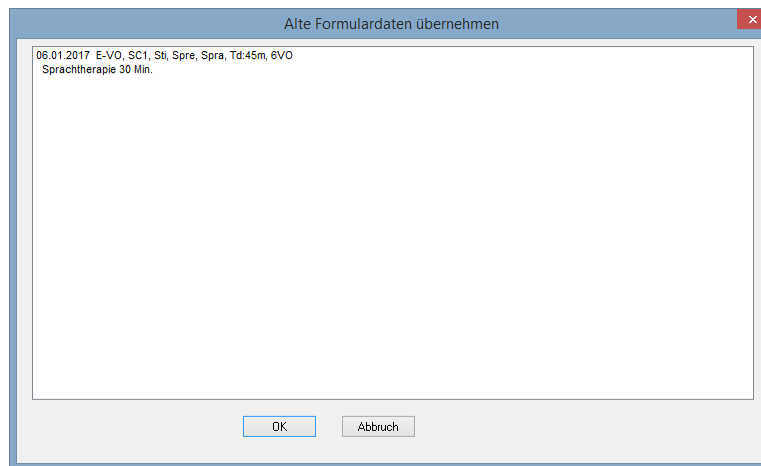 Alte Formulardaten übernehmen
06.01.2017 E-VO, SC1, Sti, Spre, Spra, Td:45m, 6VO
Sprachtherapie 30 Min.
OK Abbruch